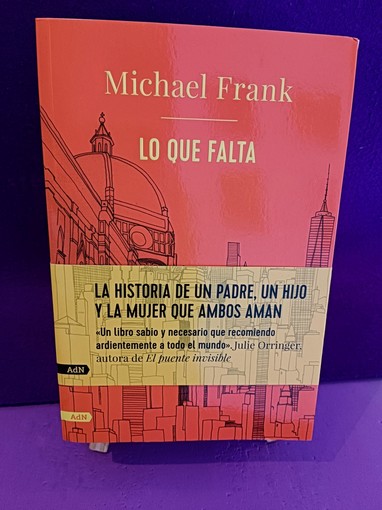 Michael Frank
LO QUE FALTA
LA HISTORIA DE UN PADRE, UN HIJO
Y LA MUJER QUE AMBOS AMAN
«Un libro sabio y necesario que recomiendo
ardientemente a todo el mundo». Julie Orringer,
autora de El puente invisible
AdN
AdN